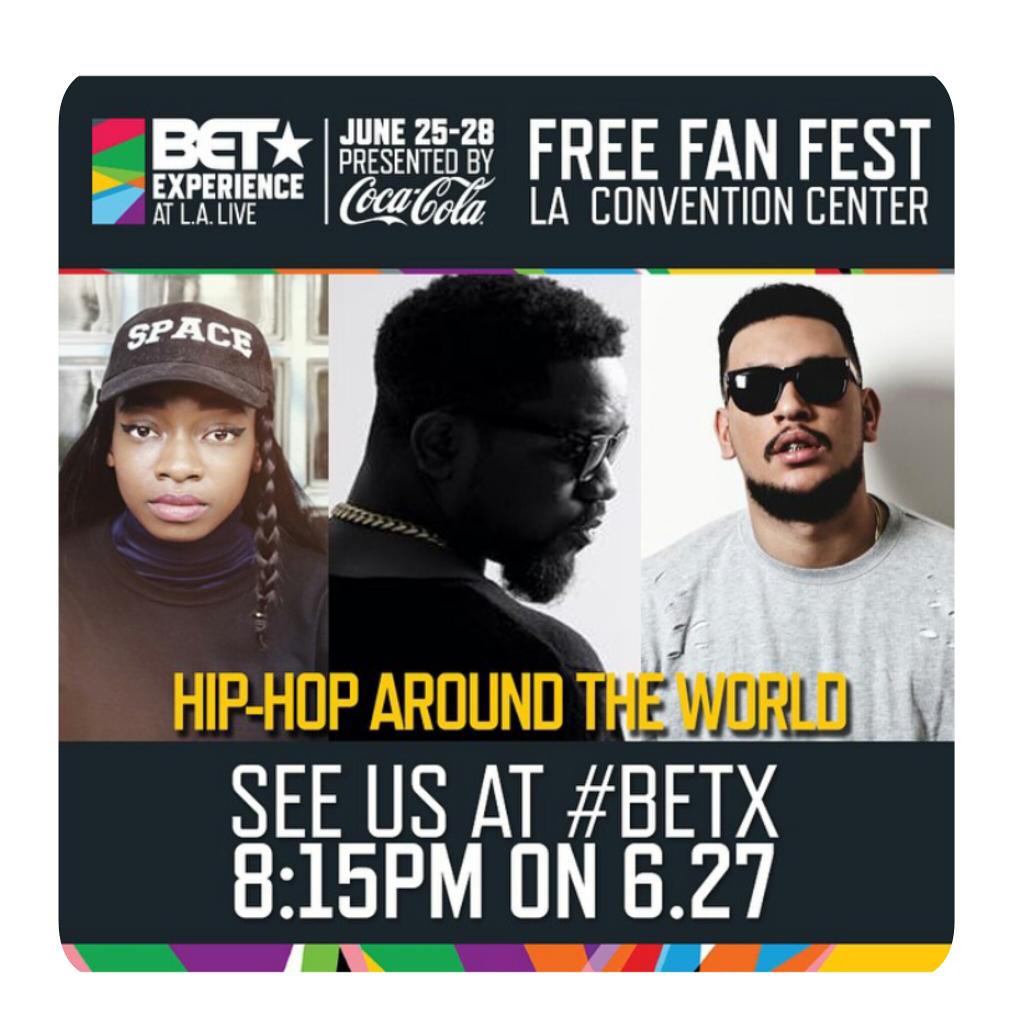 BET★
EXPERIENCE
AT L.A. LIVE
JUNE 25-28
PRESENTED BY
Coca-Cola
FREE FAN FEST
LA CONVENTION CENTER
SPACE
HIP-HOP AROUND THE WORLD
SEE US AT #BETX
8:15PM ON 6.27